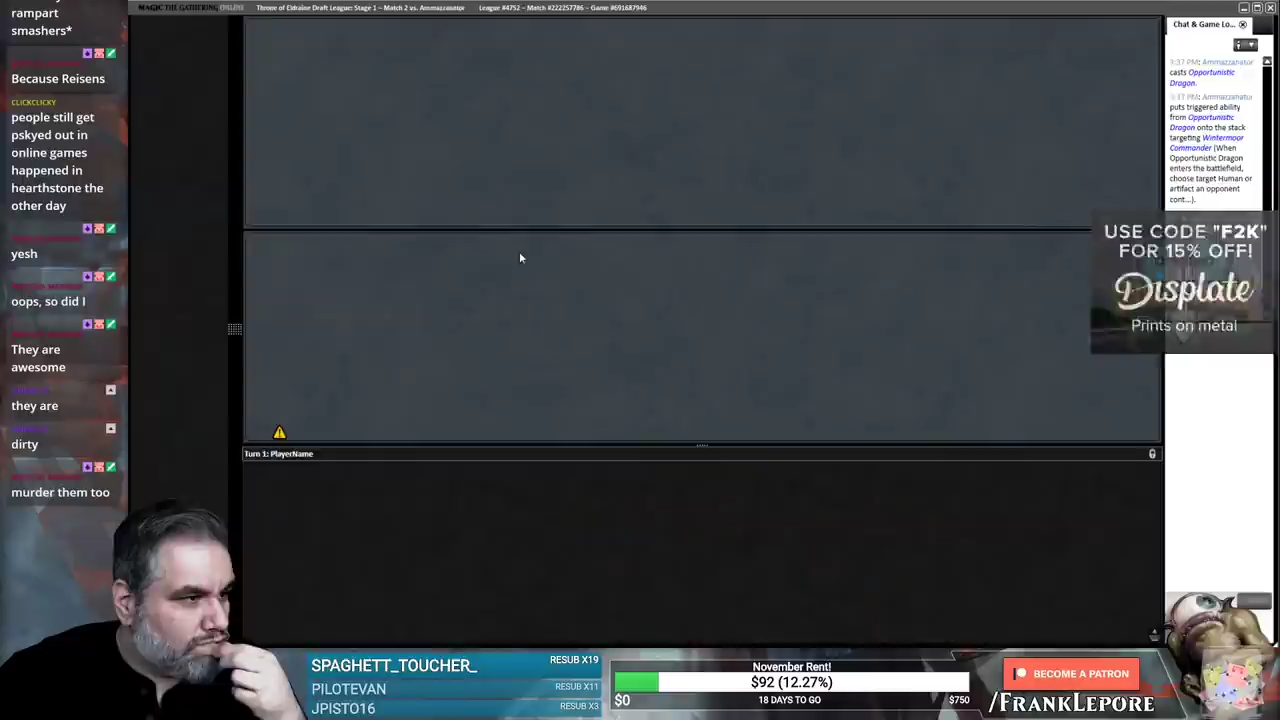 MAGIC THE GATHERING ONLINE
Throne of Eldraine Draft League: Stage 1 – Match 2 vs. Ammazzanator
League #4752 – Match #222257786 – Game #691687946
rampart
smashers*
Because Reisens
CLICKCLICKY
people still get
pskyed out in
online games
happened in
hearthstone the
other day
yesh
oops, so did I
They are
awesome
they are
dirty
murder them too
Turn 1: PlayerName
Chat & Game Lo...
casts Opportunistic
Dragon.
puts triggered ability
from Opportunistic
Dragon onto the stack
targeting Wintermoor
Commander (When
Opportunistic Dragon
enters the battlefield,
choose target Human or
artifact an opponent
cont...).
USE CODE "F2K"
FOR 15% OFF!
Displate
Prints on metal
SPAGHETT_TOUCHER_ RESUB X19
PILOTEVAN RESUB X11
JPISTO16 RESUB X3
November Rent!
$92 (12.27%)
$0 18 DAYS TO GO $750
BECOME A PATRON
/FRANKLEPORE